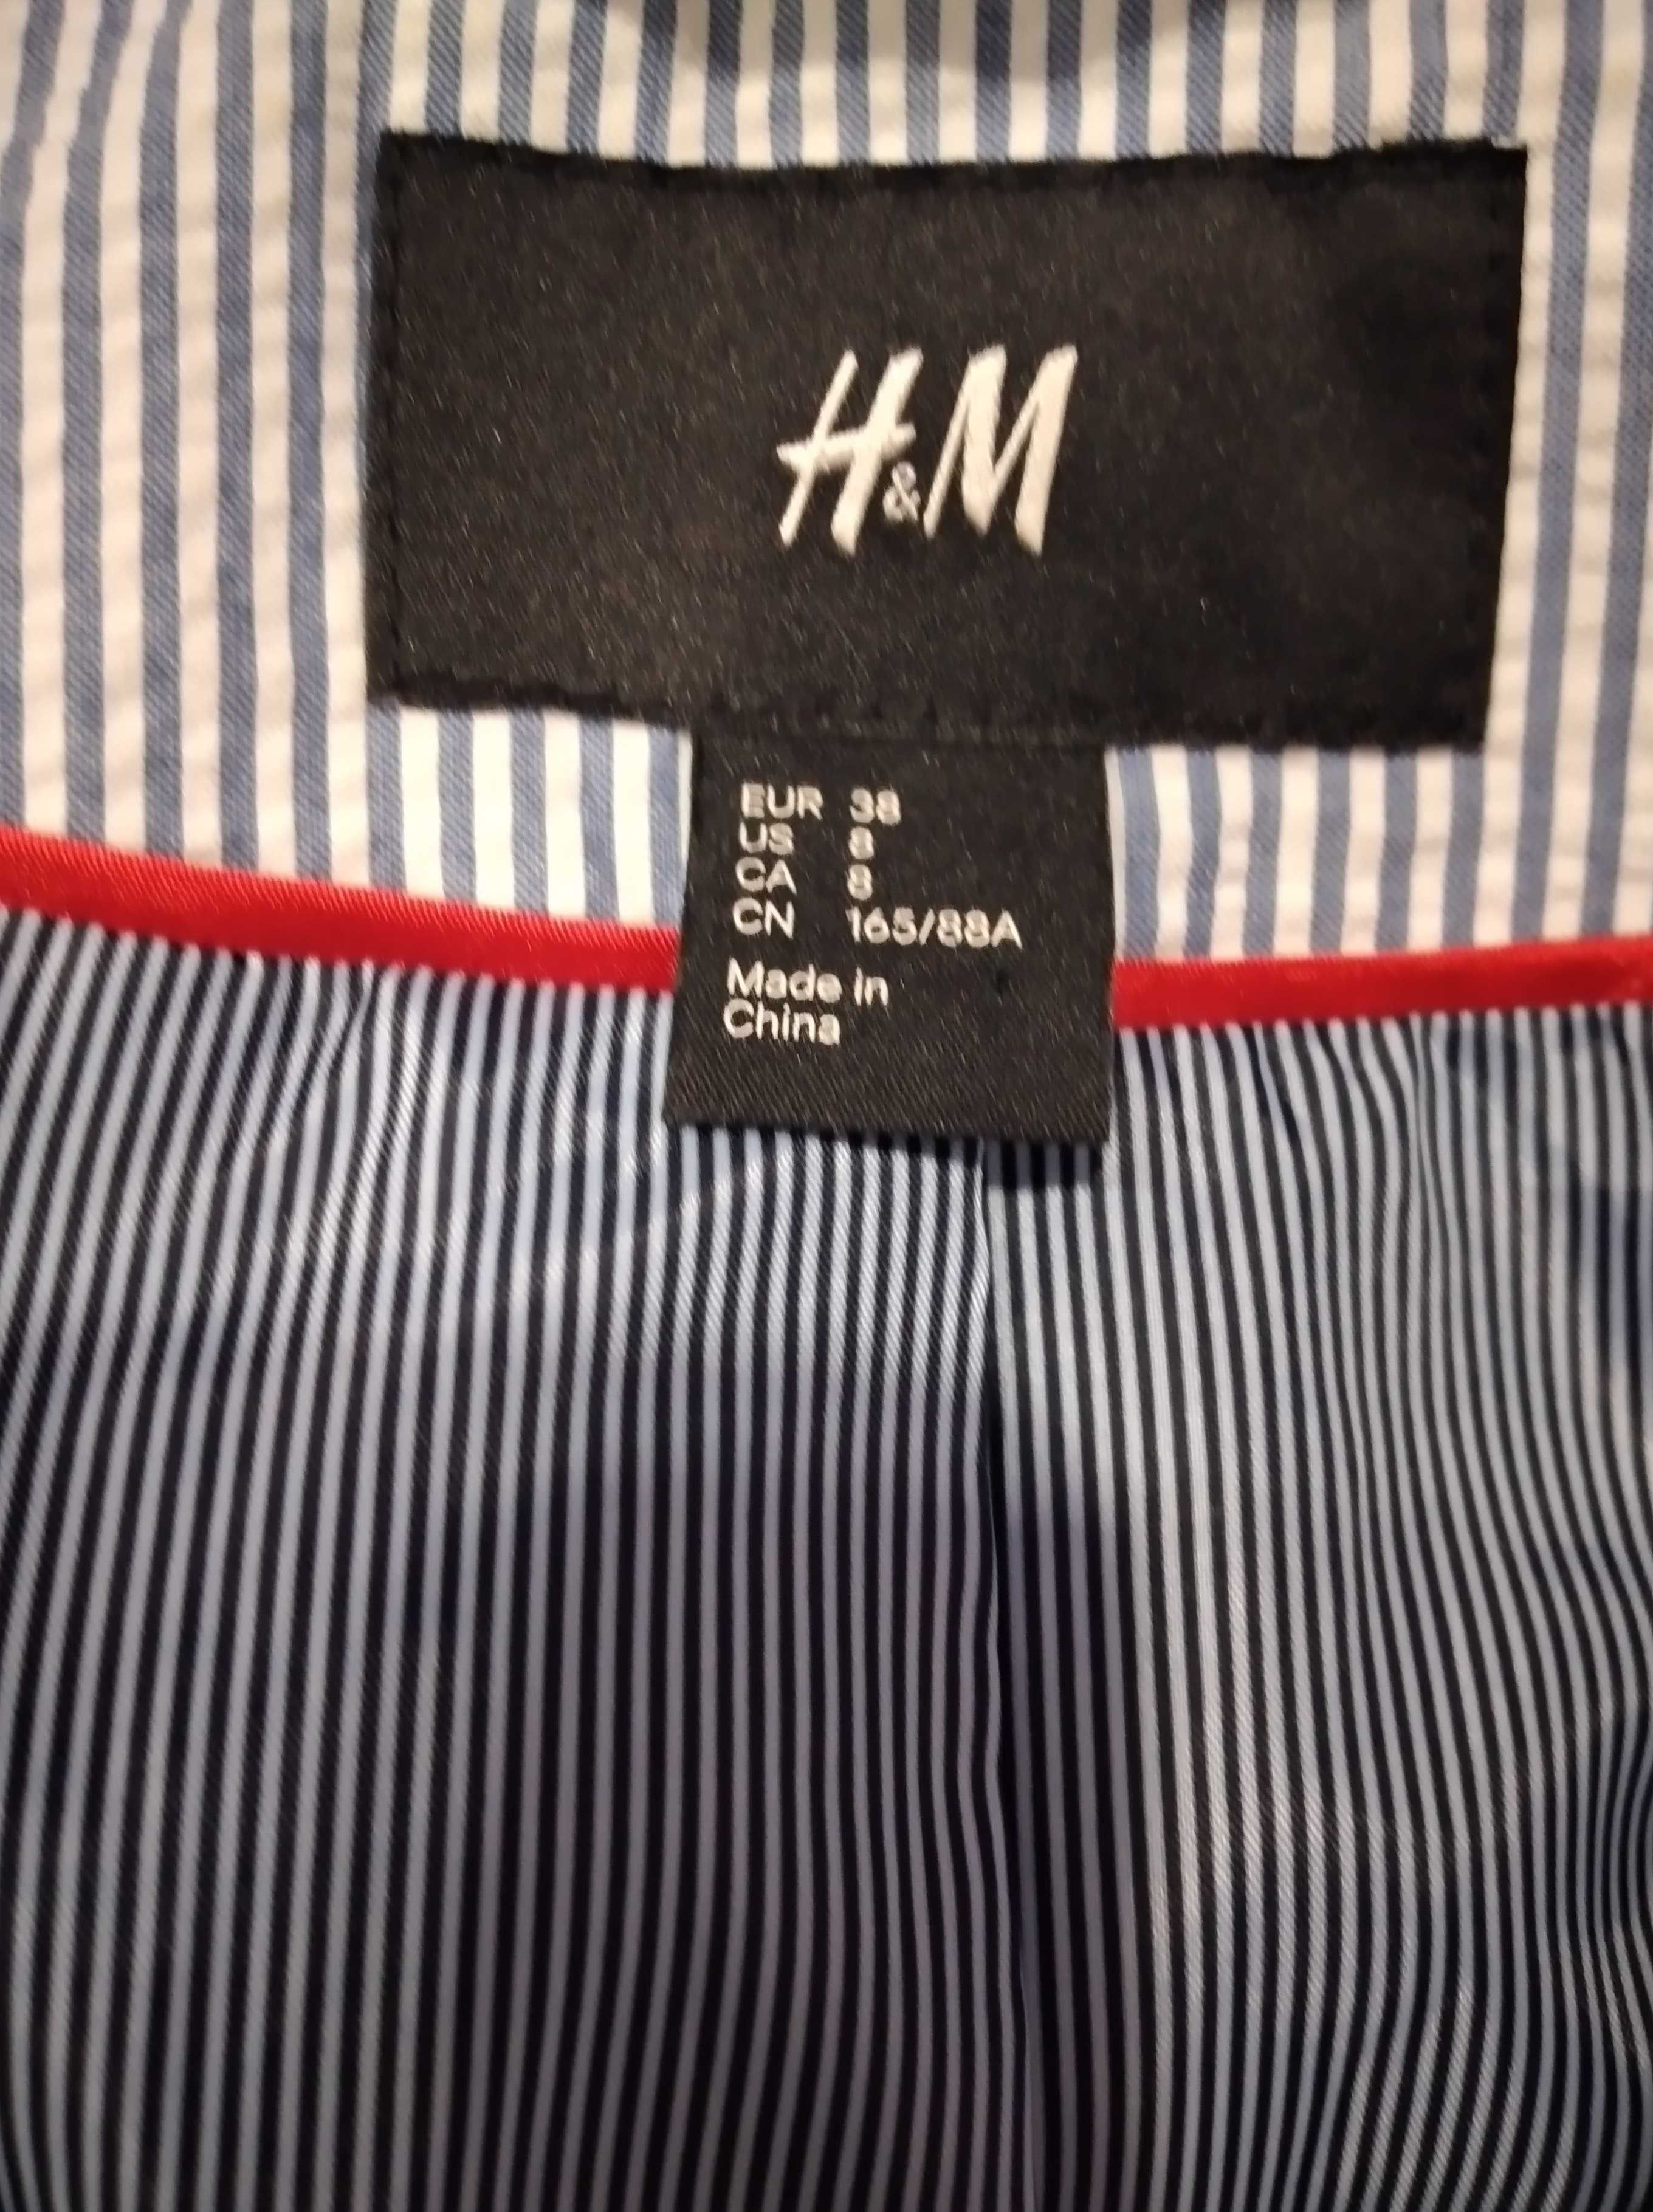 H&M
EUR 38
US 8
CA 8
CN 165/88A
Made in
China